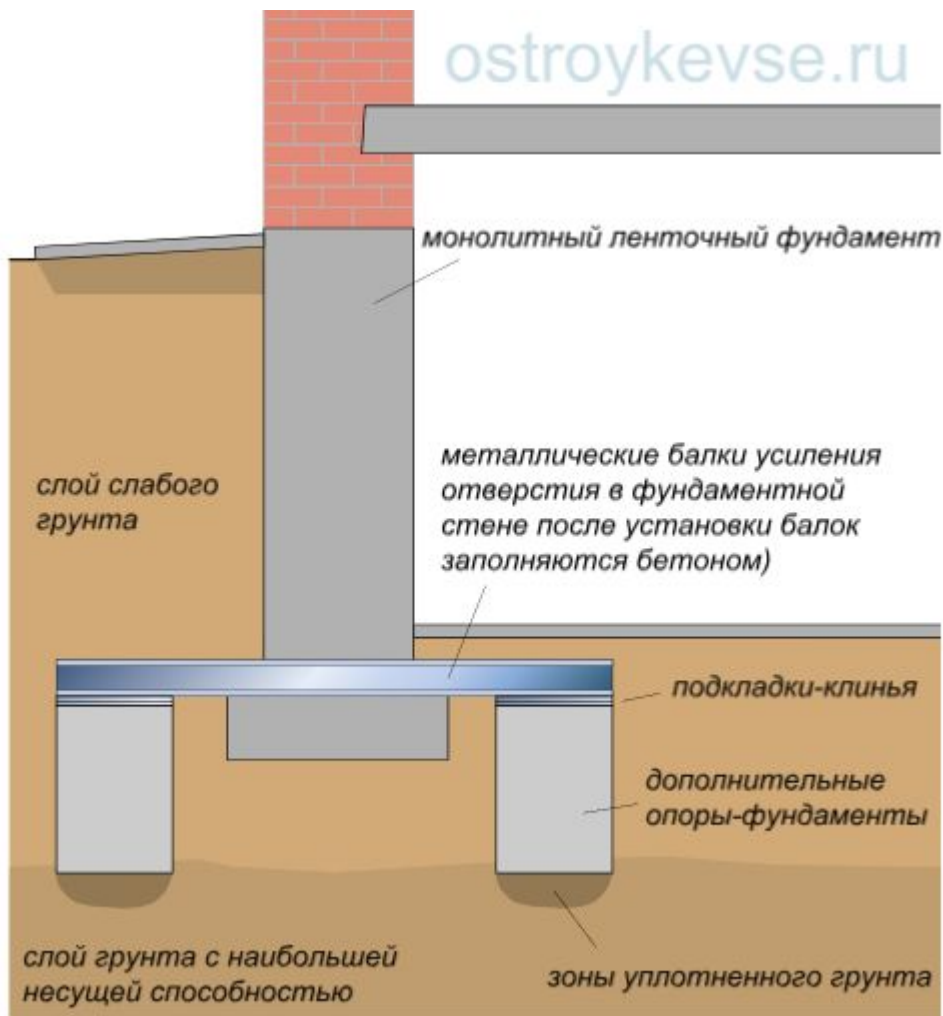 ostroykevse.ru
монолитный ленточный фундамент
металлические балки усиления
отверстия в фундаментной
стене после установки балок
заполняются бетоном)
слой слабого
грунта
подкладки-клинья
дополнительные
опоры-фундаменты
слой грунта с наибольшей
несущей способностью
зоны уплотненного грунта